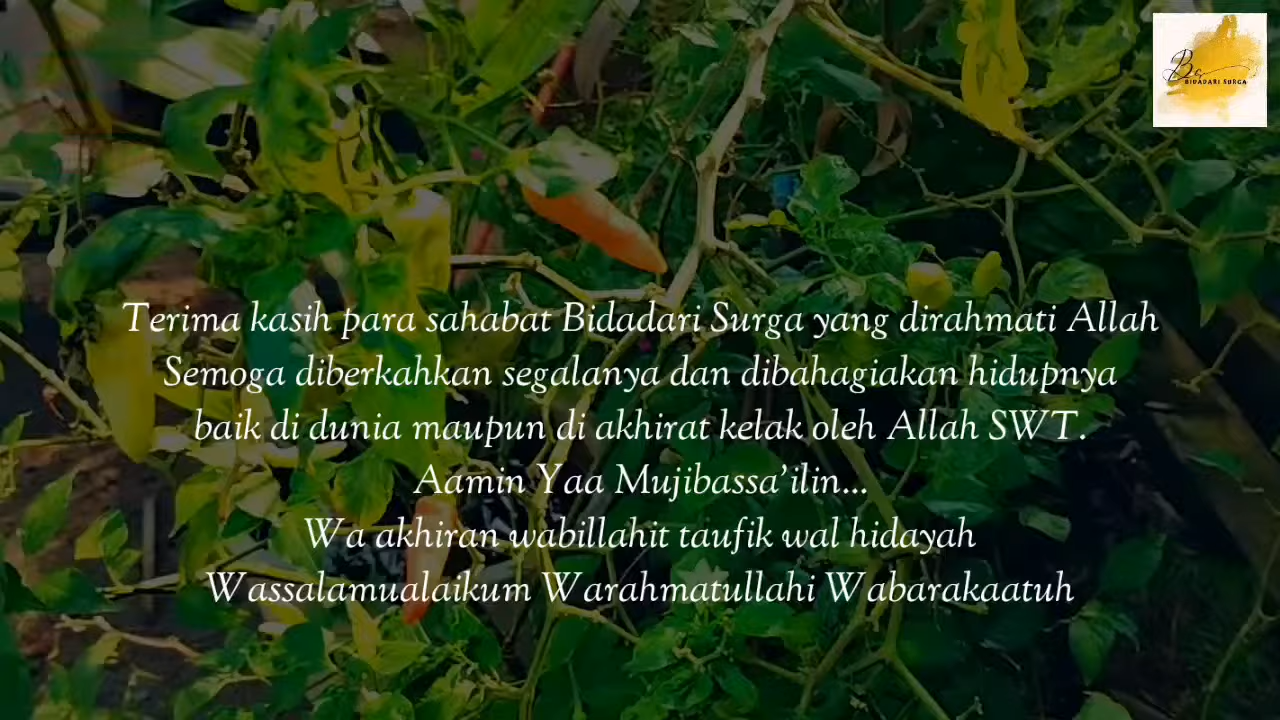 Bs
BIDADARI SURGA
Terima kasih para sahabat Bidadari Surga yang dirahmati Allah
Semoga diberkahkan segalanya dan dibahagiakan hidupnya
baik di dunia maupun di akhirat kelak oleh Allah SWT.
Aamin Yaa Mujibassa'ilin...
Wa akhiran wabillahit taufik wal hidayah
Wassalamualaikum Warahmatullahi Wabarakaatuh